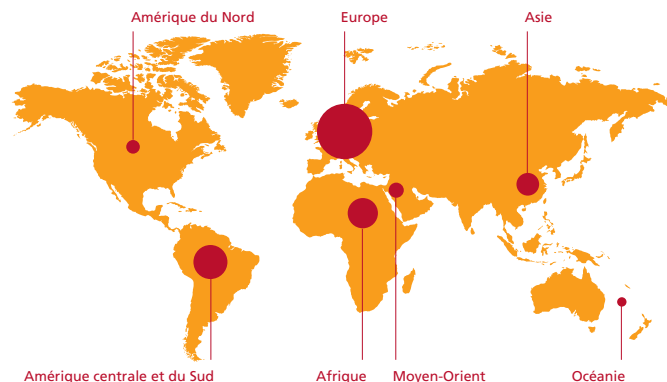 Amérique du Nord
Europe
Asie
Amérique centrale et du Sud
Afrique
Moyen-Orient
Océanie